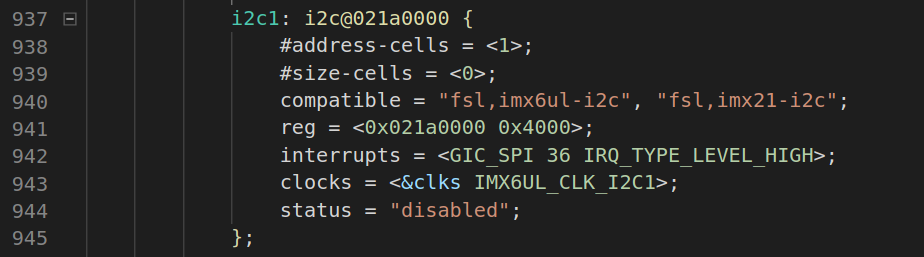 937 i2c1: i2c@021a0000 {
938 #address-cells = <1>;
939 #size-cells = <0>;
940 compatible = "fsl,imx6ul-i2c", "fsl,imx21-i2c";
941 reg = <0x021a0000 0x4000>;
942 interrupts = <GIC_SPI 36 IRQ_TYPE_LEVEL_HIGH>;
943 clocks = <&clks IMX6UL_CLK_I2C1>;
944 status = "disabled";
945 };